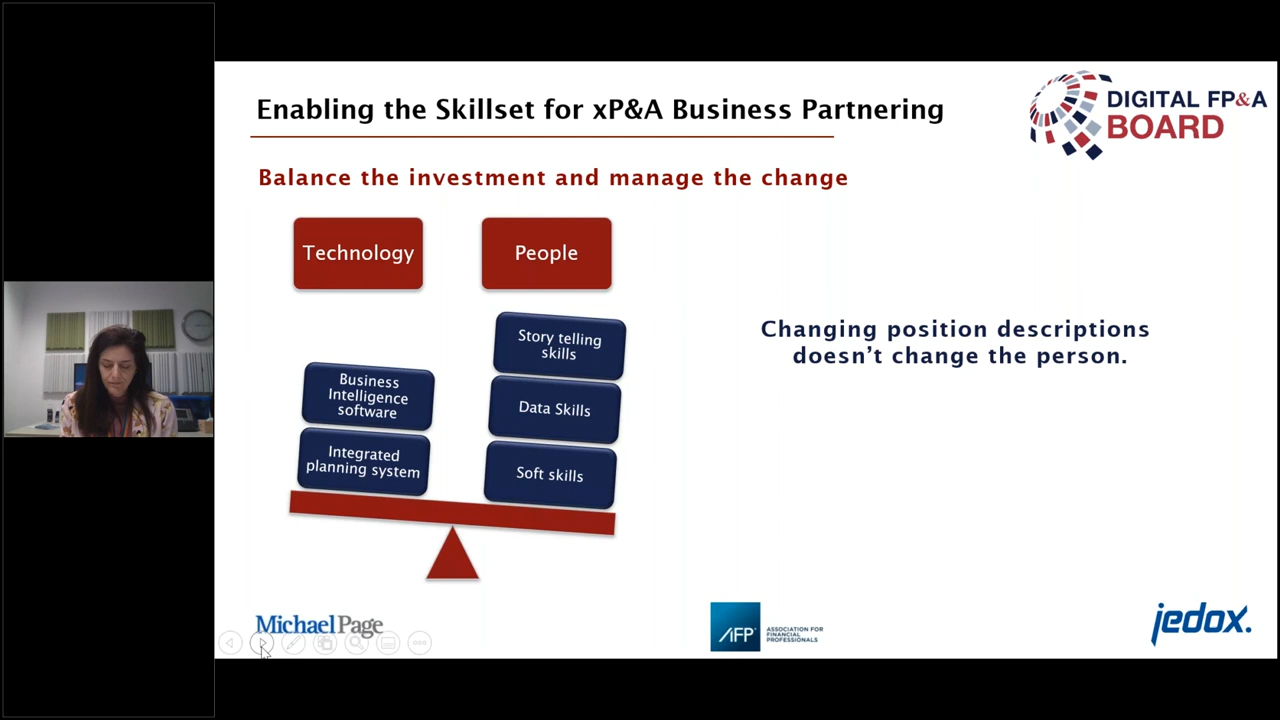 Enabling the Skillset for xP&A Business Partnering
DIGITAL FP&A
BOARD
Balance the investment and manage the change
Technology
People
Story telling
skills
Business
Intelligence
software
Data Skills
Integrated
planning system
Soft skills
Changing position descriptions
doesn’t change the person.
MichaelPage
AFP
ASSOCIATION FOR
FINANCIAL
PROFESSIONALS
jedox.